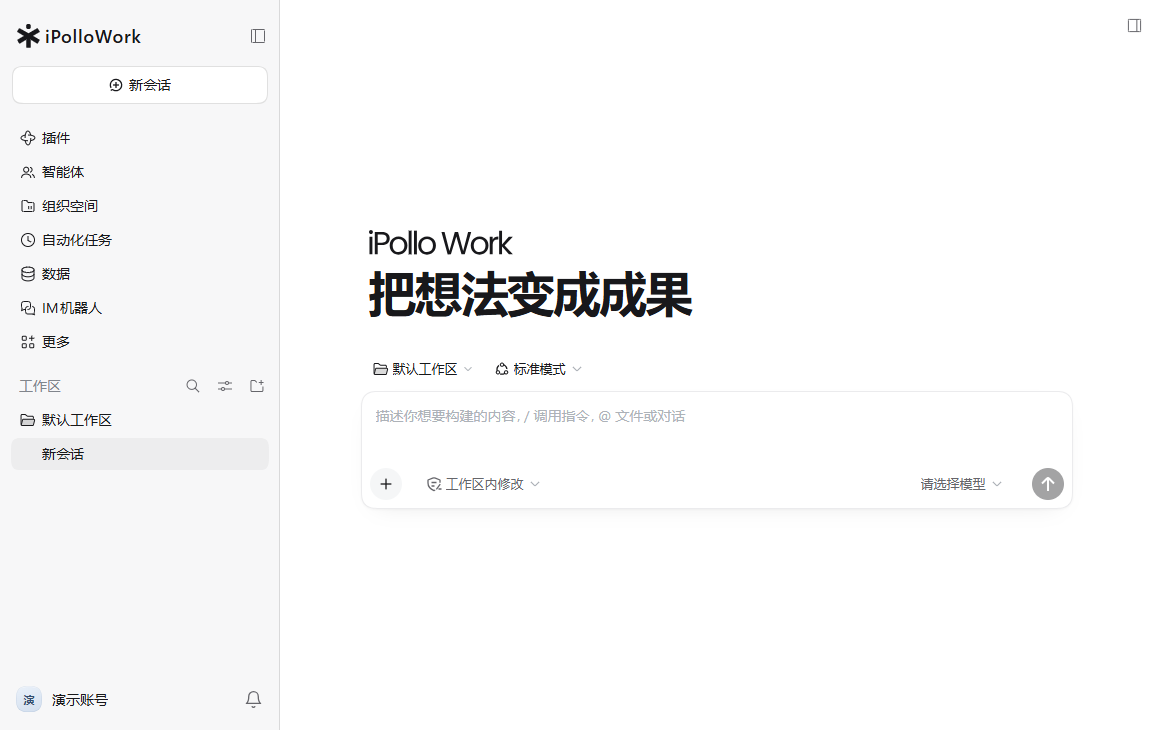 iPolloWork
新会话
插件
智能体
组织空间
自动化任务
数据
IM机器人
更多
工作区
默认工作区
新会话
演 演示账号
iPollo Work
把想法变成成果
默认工作区 标准模式
描述你想要构建的内容, / 调用指令, @ 文件或对话
工作区内修改 请选择模型